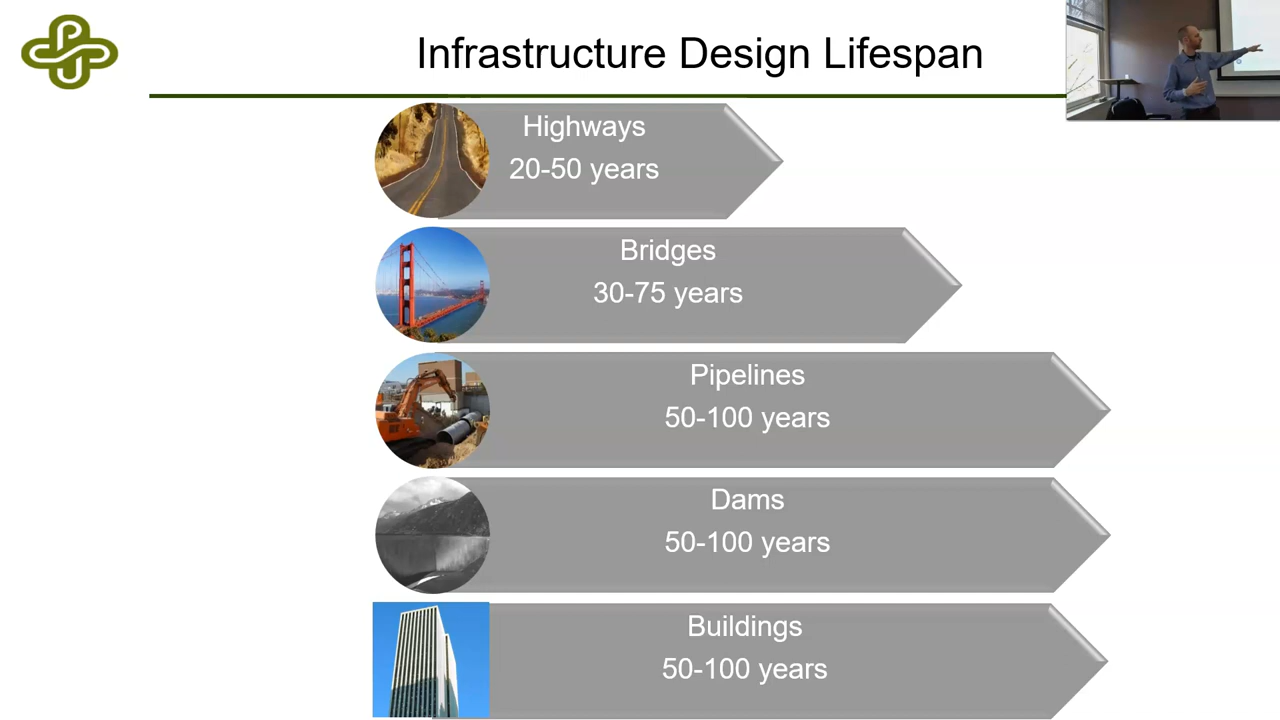 Infrastructure Design Lifespan
Highways
20-50 years
Bridges
30-75 years
Pipelines
50-100 years
Dams
50-100 years
Buildings
50-100 years